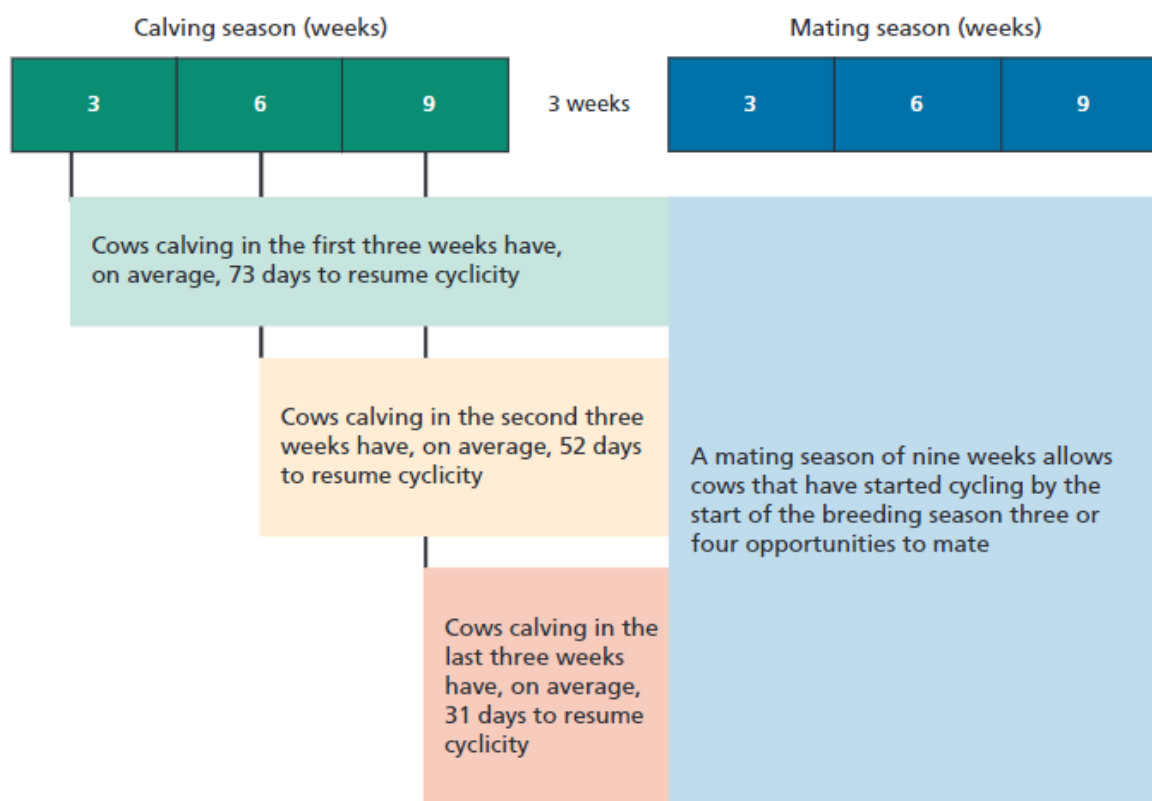 Calving season (weeks)
Mating season (weeks)
3
6
9
3 weeks
3
6
9
Cows calving in the first three weeks have,
on average, 73 days to resume cyclicity
Cows calving in the second three
weeks have, on average, 52 days
to resume cyclicity
A mating season of nine weeks allows
cows that have started cycling by the
start of the breeding season three or
four opportunities to mate
Cows calving in the
last three weeks
have, on average,
31 days to resume
cyclicity